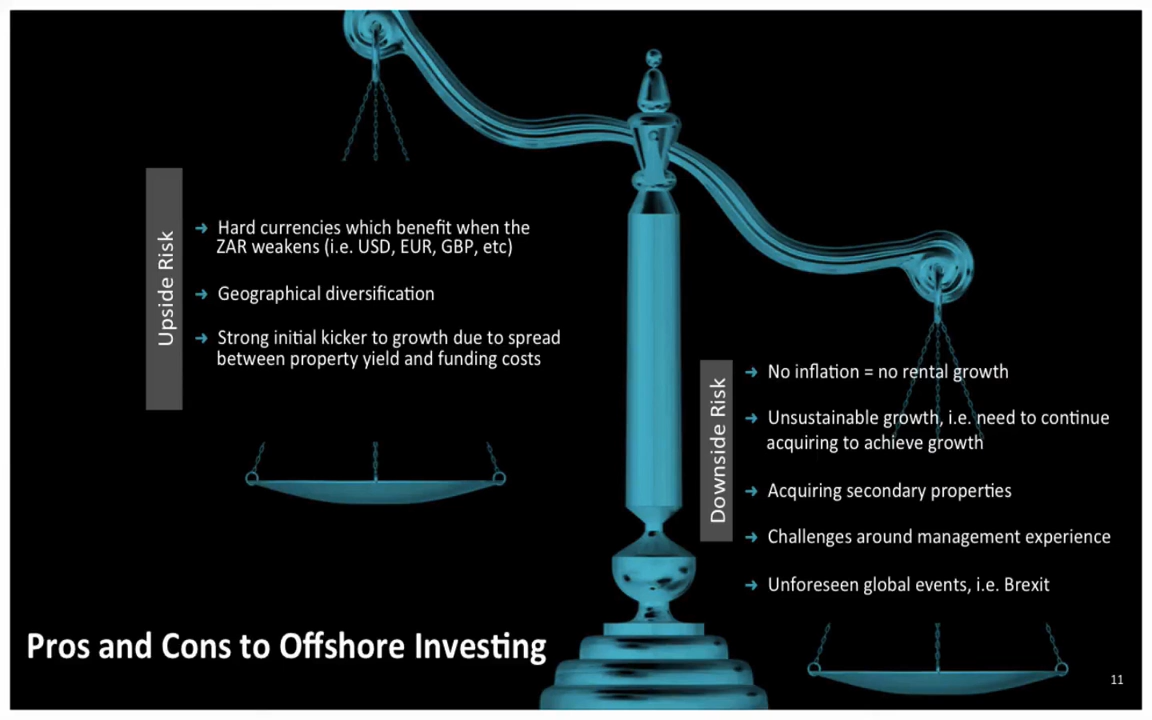 Upside Risk
Hard currencies which benefit when the
ZAR weakens (i.e. USD, EUR, GBP, etc)
Geographical diversification
Strong initial kicker to growth due to spread
between property yield and funding costs
Downside Risk
No inflation = no rental growth
Unsustainable growth, i.e. need to continue
acquiring to achieve growth
Acquiring secondary properties
Challenges around management experience
Unforeseen global events, i.e. Brexit
Pros and Cons to Offshore Investing
11